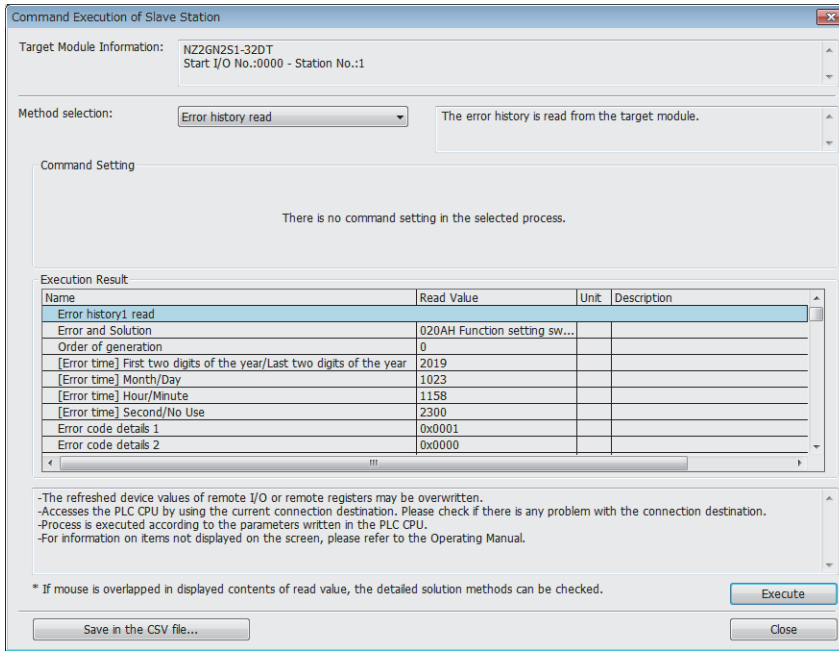 Command Execution of Slave Station
Target Module Information:
NZ2GN2S1-32DT
Start I/O No.:0000 - Station No.:1
Method selection:
Error history read
The error history is read from the target module.
Command Setting
There is no command setting in the selected process.
Execution Result
Name Read Value Unit Description
Error history1 read
Error and Solution 020AH Function setting sw...
Order of generation 0
[Error time] First two digits of the year/Last two digits of the year 2019
[Error time] Month/Day 1023
[Error time] Hour/Minute 1158
[Error time] Second/No Use 2300
Error code details 1 0x0001
Error code details 2 0x0000
-The refreshed device values of remote I/O or remote registers may be overwritten.
-Accesses the PLC CPU by using the current connection destination. Please check if there is any problem with the connection destination.
-Process is executed according to the parameters written in the PLC CPU.
-For information on items not displayed on the screen, please refer to the Operating Manual.
* If mouse is overlapped in displayed contents of read value, the detailed solution methods can be checked.
Execute
Save in the CSV file...
Close